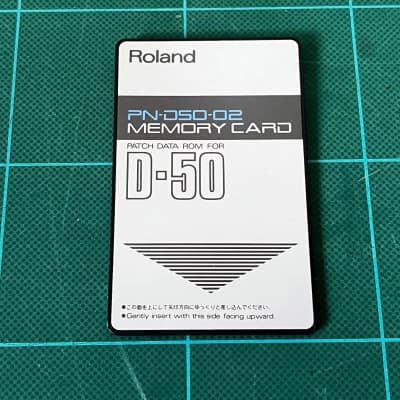 Roland
PN-D50-02
MEMORY CARD
PATCH DATA ROM FOR
D-50
●この面を上にして矢印方向にゆっくりと差し込んでください。
●Gently insert with this side facing upward.